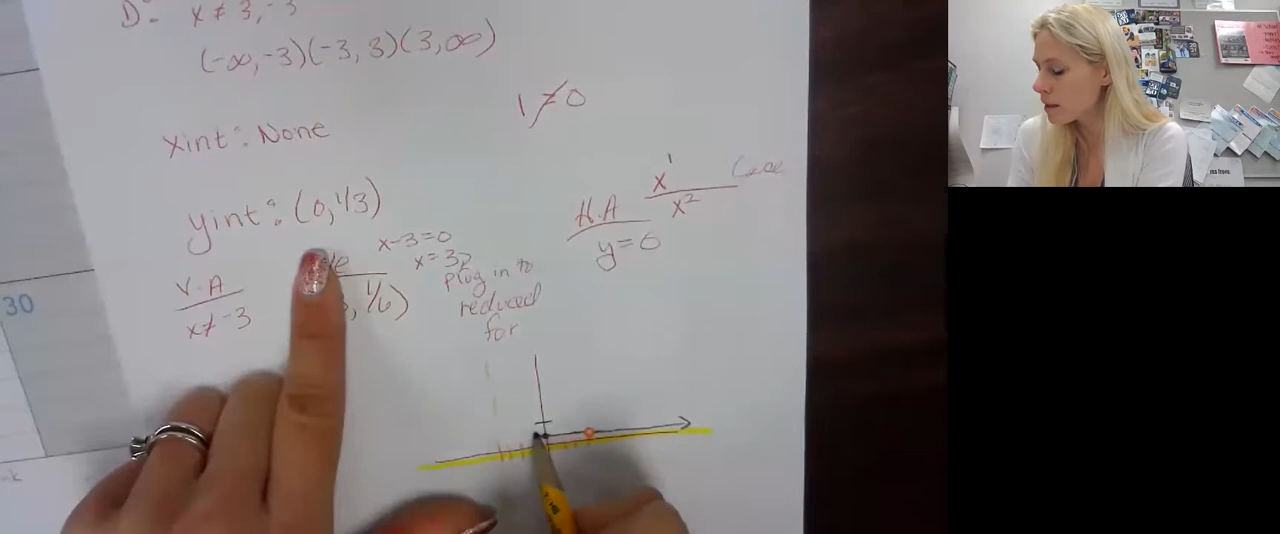 D: x ≠ 3, -3
(-∞, -3)(-3, 3)(3, ∞)
1 ≠ 0
xint: None
yint: (0, 1/3)
x-3=0
x=3
plug in to
reduced
for
V.A
x≠-3
, 1/6)
H.A
y=0
x¹
x²
30